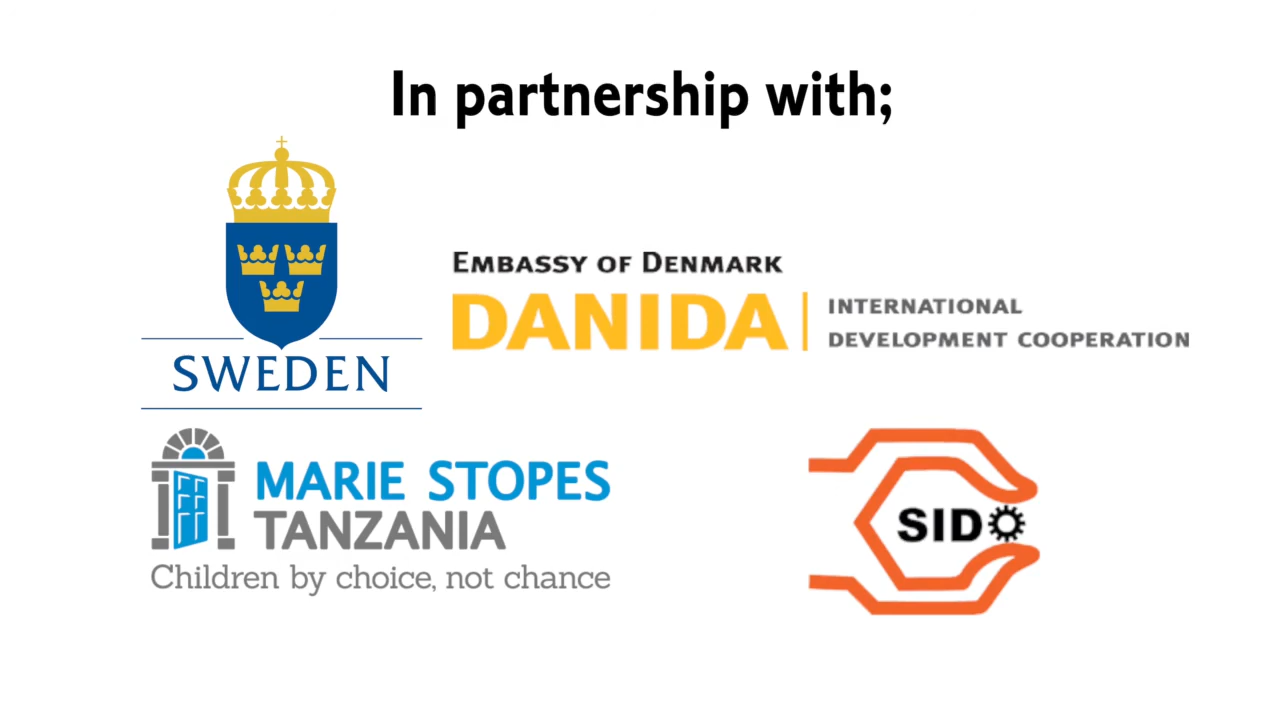 In partnership with;
SWEDEN
EMBASSY OF DENMARK
DANIDA
INTERNATIONAL
DEVELOPMENT COOPERATION
MARIE STOPES
TANZANIA
Children by choice, not chance
SIDO